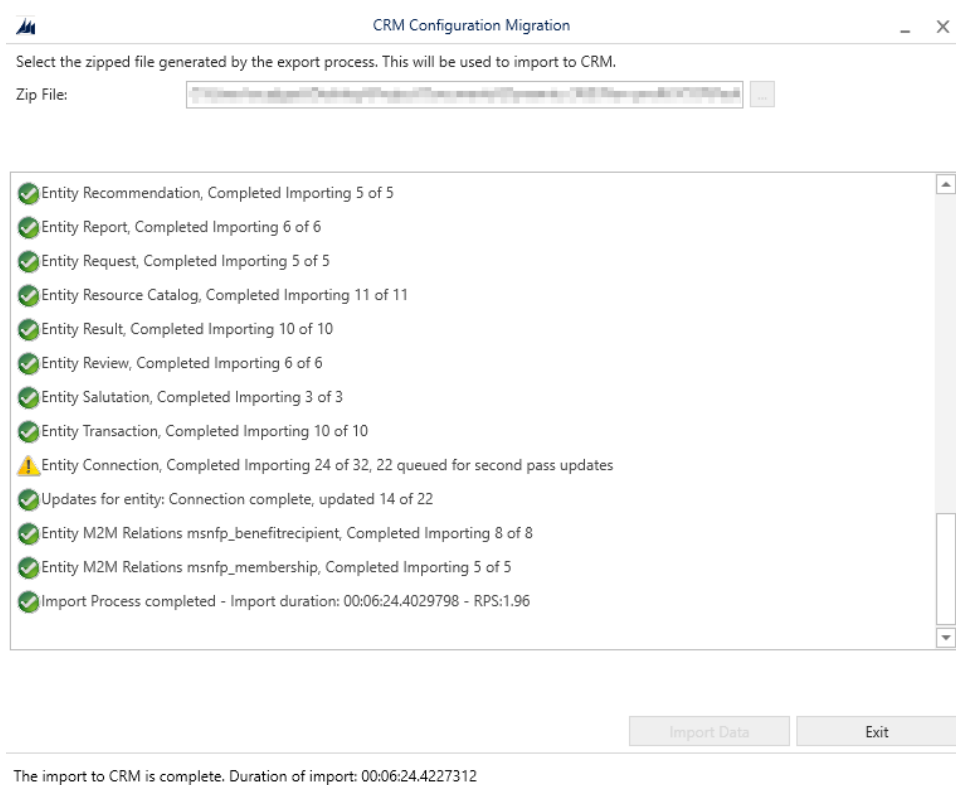 CRM Configuration Migration
Select the zipped file generated by the export process. This will be used to import to CRM.
Zip File:
...
Entity Recommendation, Completed Importing 5 of 5
Entity Report, Completed Importing 6 of 6
Entity Request, Completed Importing 5 of 5
Entity Resource Catalog, Completed Importing 11 of 11
Entity Result, Completed Importing 10 of 10
Entity Review, Completed Importing 6 of 6
Entity Salutation, Completed Importing 3 of 3
Entity Transaction, Completed Importing 10 of 10
Entity Connection, Completed Importing 24 of 32, 22 queued for second pass updates
Updates for entity: Connection complete, updated 14 of 22
Entity M2M Relations msnfp_benefitrecipient, Completed Importing 8 of 8
Entity M2M Relations msnfp_membership, Completed Importing 5 of 5
Import Process completed - Import duration: 00:06:24.4029798 - RPS:1.96
Import Data Exit
The import to CRM is complete. Duration of import: 00:06:24.4227312